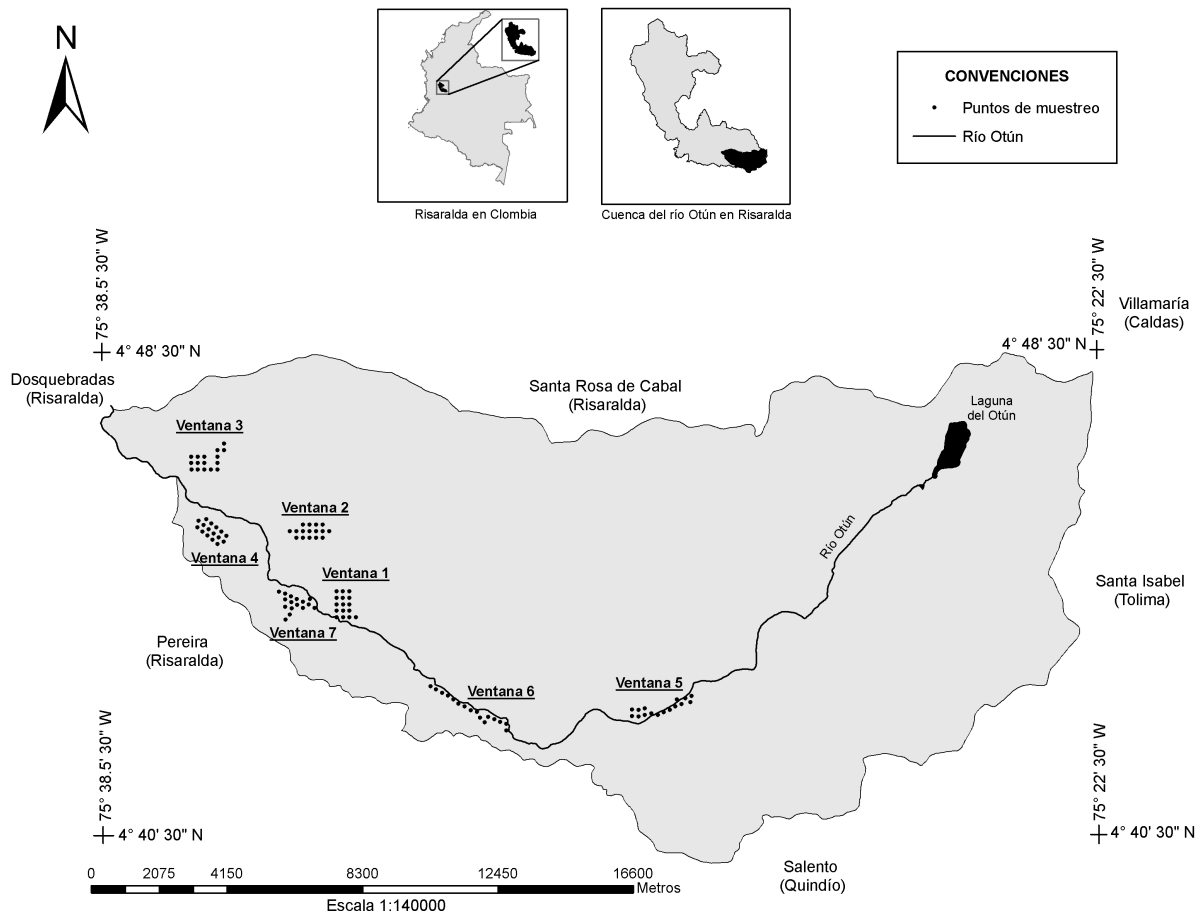 N
Risaralda en Clombia
Cuenca del río Otún en Risaralda
CONVENCIONES
Puntos de muestreo
Río Otún
75° 38.5' 30" W
4° 48' 30" N
75° 22' 30" W
4° 48' 30" N
Villamaría
(Caldas)
Dosquebradas
(Risaralda)
Santa Rosa de Cabal
(Risaralda)
Laguna
del Otún
Ventana 3
Ventana 2
Río Otún
Ventana 4
Ventana 1
Santa Isabel
(Tolima)
Ventana 7
Pereira
(Risaralda)
Ventana 6
Ventana 5
75° 38.5' 30" W
4° 40' 30" N
75° 22' 30" W
4° 40' 30" N
Salento
(Quindío)
0 2075 4150 8300 12450 16600
Metros
Escala 1:140000